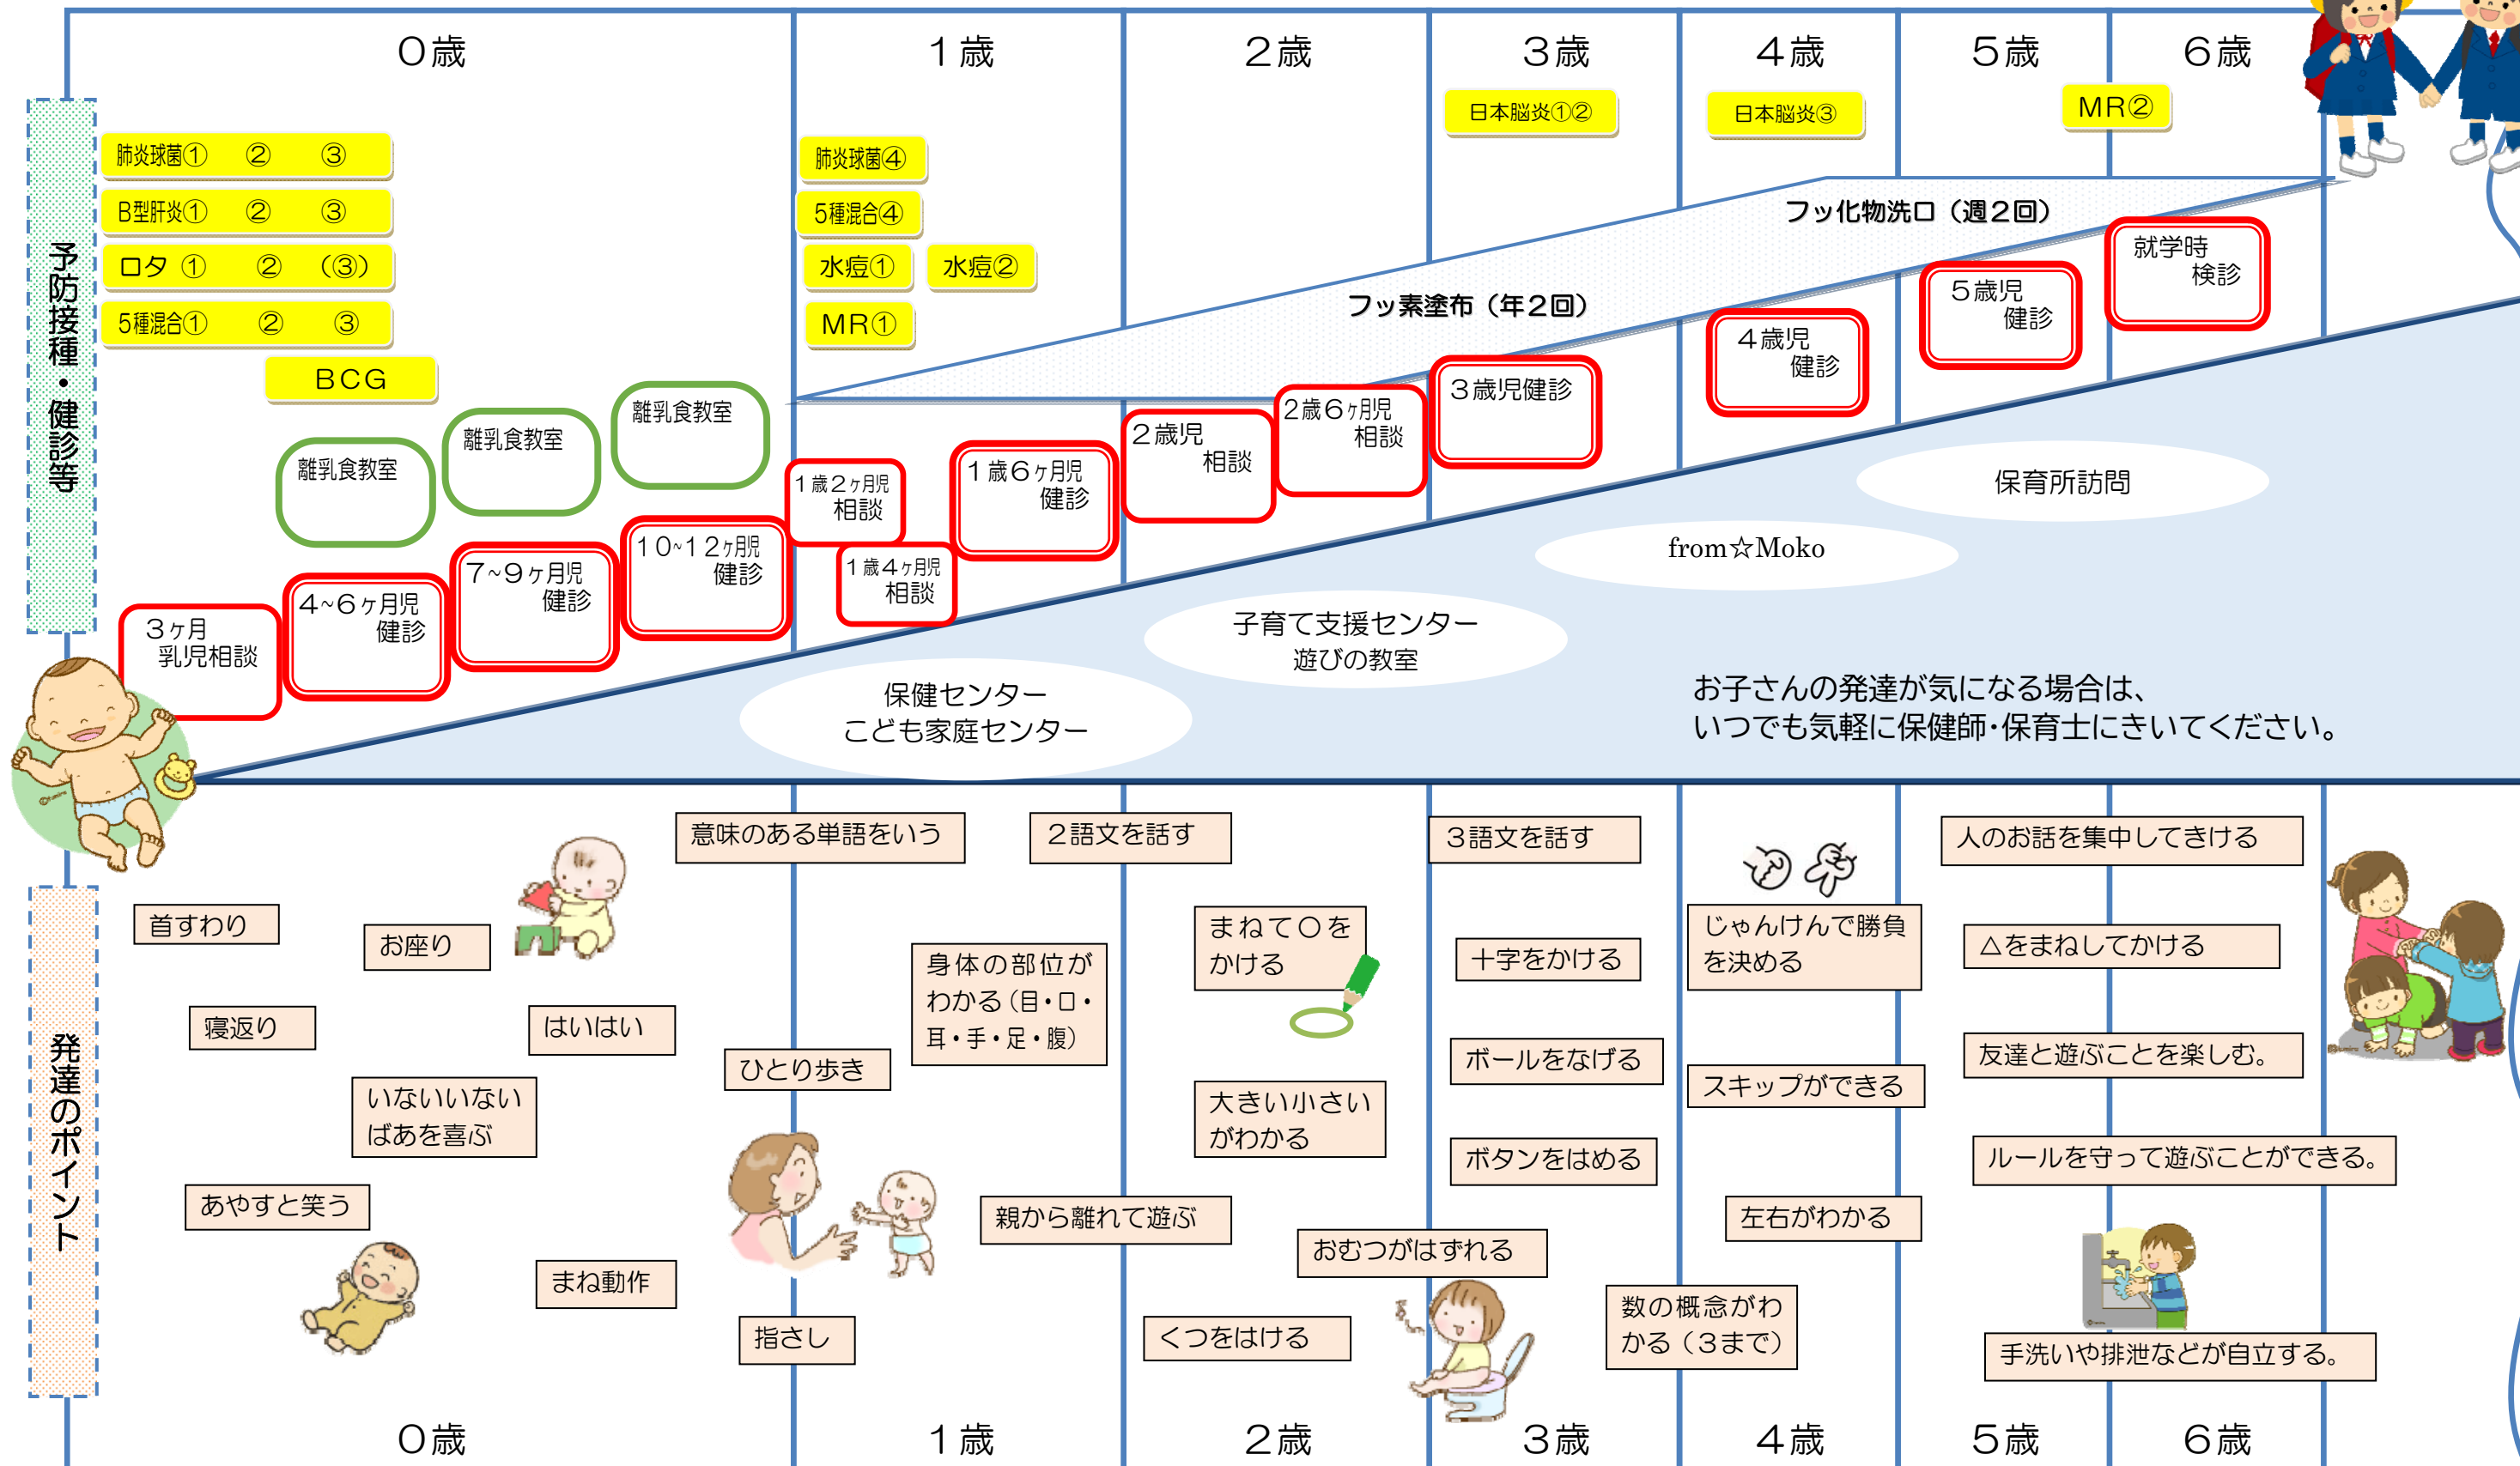 ０歳
１歳
２歳
３歳
４歳
５歳
６歳
予防接種・健診等
肺炎球菌① ② ③
Ｂ型肝炎① ② ③
ロタ ① ② （③）
５種混合① ② ③
ＢＣＧ
肺炎球菌④
５種混合④
水痘① 水痘②
ＭＲ①
日本脳炎①②
日本脳炎③
ＭＲ②
フッ化物洗口（週２回）
フッ素塗布（年２回）
離乳食教室
離乳食教室
離乳食教室
３ヶ月
乳児相談
４~６ヶ月児
健診
７~９ヶ月児
健診
１０~１２ヶ月児
健診
１歳２ヶ月児
相談
１歳４ヶ月児
相談
１歳６ヶ月児
健診
２歳児
相談
２歳６ヶ月児
相談
３歳児健診
４歳児
健診
５歳児
健診
就学時
検診
保健センター
こども家庭センター
子育て支援センター
遊びの教室
from☆Moko
保育所訪問
お子さんの発達が気になる場合は、
いつでも気軽に保健師・保育士にきいてください。
発達のポイント
首すわり
お座り
寝返り
はいはい
いないいない
ばあを喜ぶ
あやすと笑う
まね動作
意味のある単語をいう
ひとり歩き
指さし
２語文を話す
身体の部位が
わかる（目・口・
耳・手・足・腹）
親から離れて遊ぶ
まねて○を
かける
大きい小さい
がわかる
おむつがはずれる
くつをはける
３語文を話す
十字をかける
ボールをなげる
ボタンをはめる
数の概念がわ
かる（３まで）
じゃんけんで勝負
を決める
スキップができる
左右がわかる
人のお話を集中してきける
△をまねしてかける
友達と遊ぶことを楽しむ。
ルールを守って遊ぶことができる。
手洗いや排泄などが自立する。
０歳
１歳
２歳
３歳
４歳
５歳
６歳